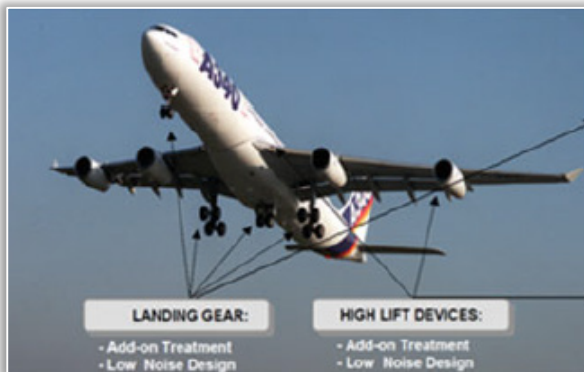 A340
LANDING GEAR:
- Add-on Treatment
- Low Noise Design
HIGH LIFT DEVICES:
- Add-on Treatment
- Low Noise Design